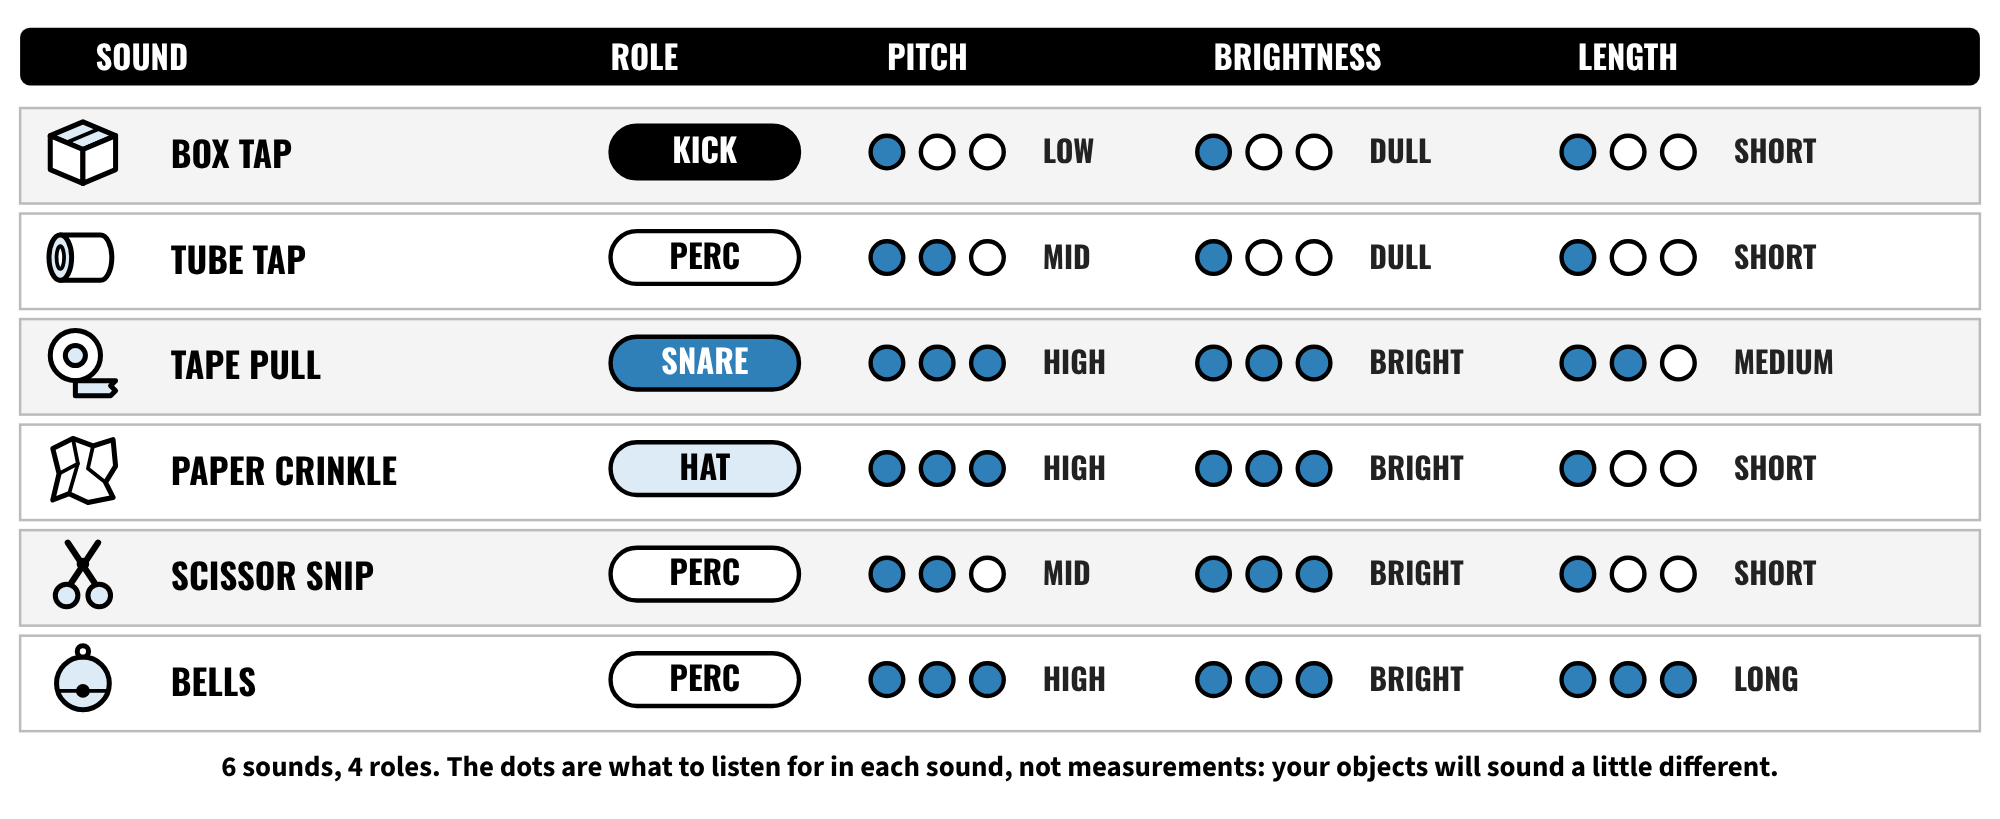 SOUND ROLE PITCH BRIGHTNESS LENGTH
BOX TAP KICK LOW DULL SHORT
TUBE TAP PERC MID DULL SHORT
TAPE PULL SNARE HIGH BRIGHT MEDIUM
PAPER CRINKLE HAT HIGH BRIGHT SHORT
SCISSOR SNIP PERC MID BRIGHT SHORT
BELLS PERC HIGH BRIGHT LONG
6 sounds, 4 roles. The dots are what to listen for in each sound, not measurements: your objects will sound a little different.